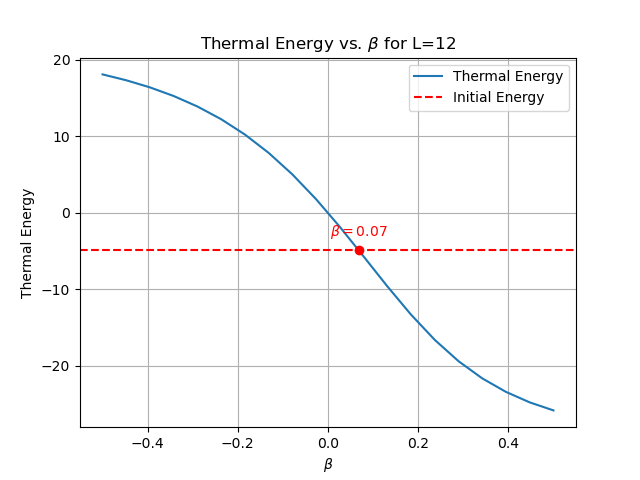 Thermal Energy vs. β for L=12
Thermal Energy
Initial Energy
β = 0.07
Thermal Energy
20
10
0
−10
−20
−0.4
−0.2
0.0
0.2
0.4
β